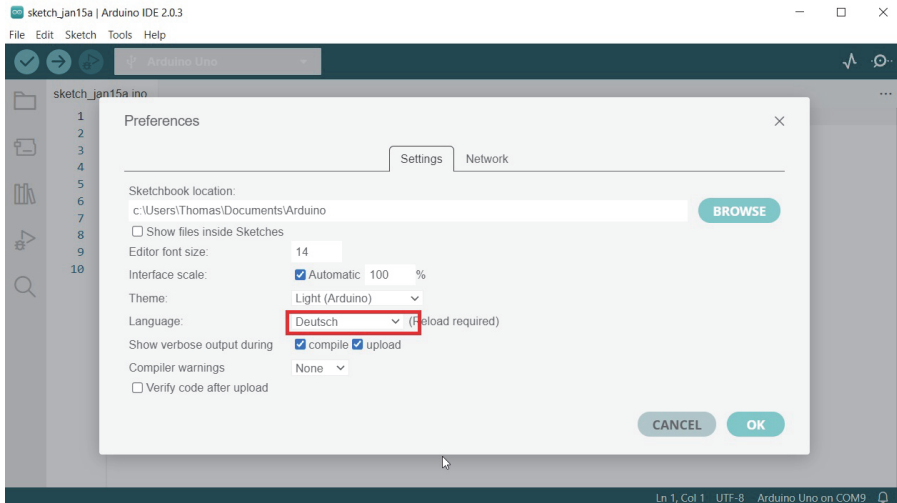 sketch_jan15a | Arduino IDE 2.0.3
File Edit Sketch Tools Help
Arduino Uno
sketch_jan15a.ino
...
1
2
3
4
5
6
7
8
9
10
Preferences
Settings Network
Sketchbook location:
c:\Users\Thomas\Documents\Arduino
BROWSE
Show files inside Sketches
Editor font size: 14
Interface scale: Automatic 100 %
Theme: Light (Arduino)
Language: Deutsch (Reload required)
Show verbose output during compile upload
Compiler warnings None
Verify code after upload
CANCEL OK
Ln 1, Col 1 UTF-8 Arduino Uno on COM9